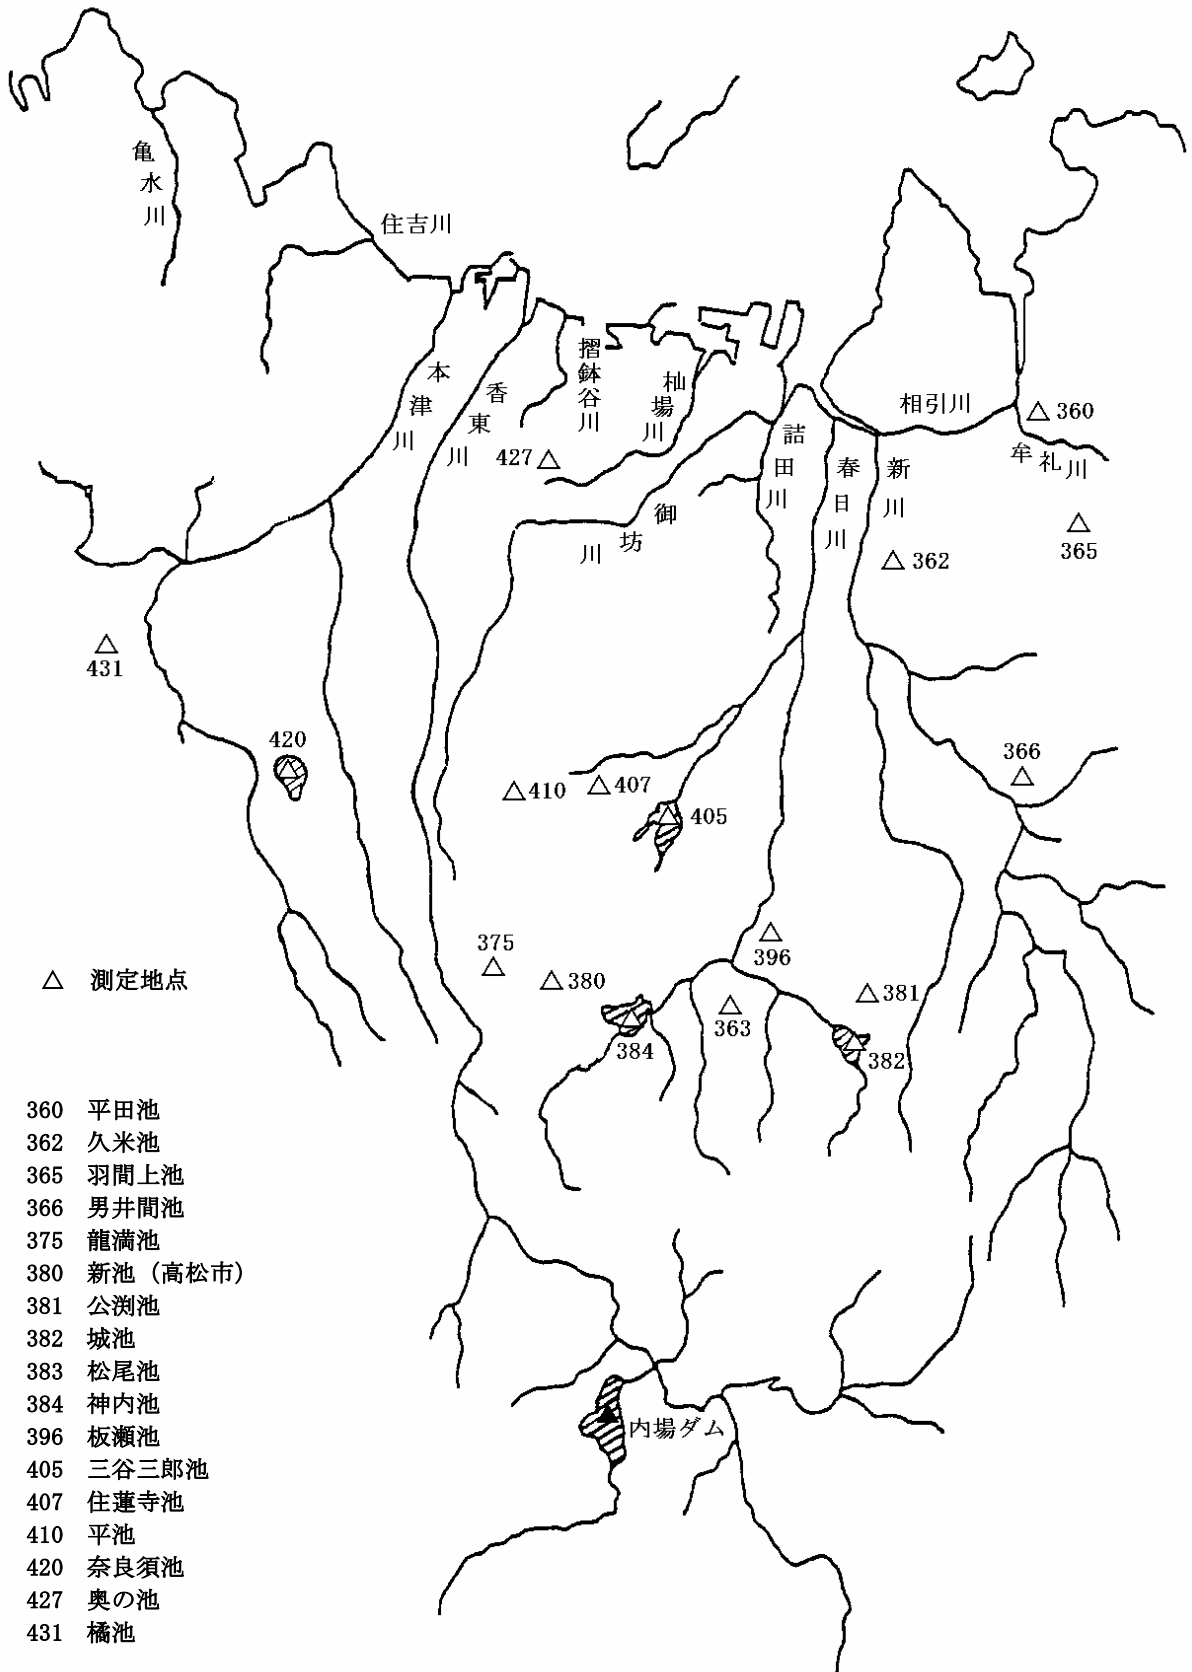 亀水川
住吉川
本津川
香東川
摺鉢谷川
杣場川
詰田川
相引川
360
牟礼川
427
御坊川
春日川
新川
362
365
431
420
366
410
407
405
375
380
396
381
363
384
382
△ 測定地点
内場ダム
360 平田池
362 久米池
365 羽間上池
366 男井間池
375 龍満池
380 新池（高松市）
381 公渕池
382 城池
383 松尾池
384 神内池
396 板瀬池
405 三谷三郎池
407 住蓮寺池
410 平池
420 奈良須池
427 奥の池
431 橘池